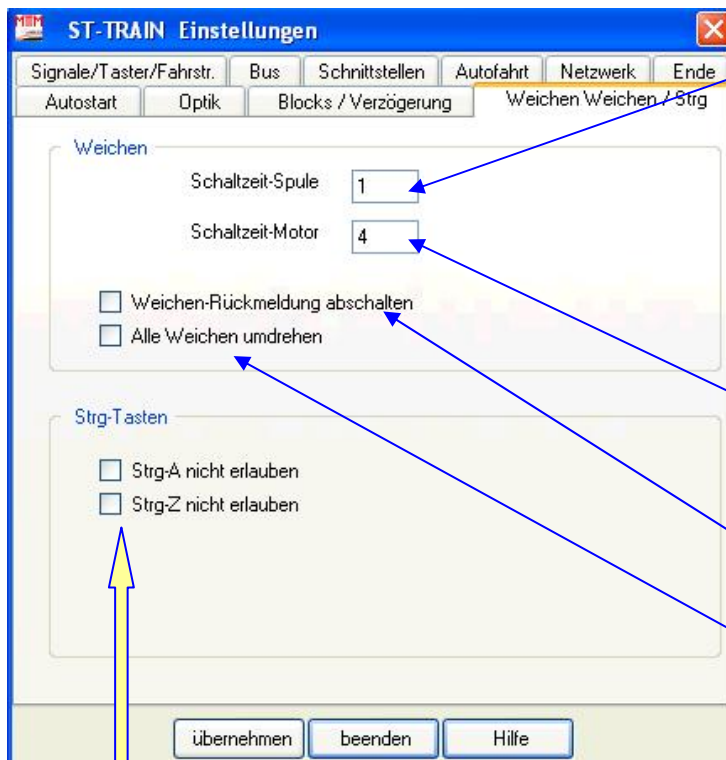 MTM ST-TRAIN Einstellungen
Signale/Taster/Fahrstr. Bus Schnittstellen Autofahrt Netzwerk Ende
Autostart Optik Blocks / Verzögerung Weichen Weichen / Strg
Weichen
Schaltzeit-Spule 1
Schaltzeit-Motor 4
Weichen-Rückmeldung abschalten
Alle Weichen umdrehen
Strg-Tasten
Strg-A nicht erlauben
Strg-Z nicht erlauben
übernehmen beenden Hilfe